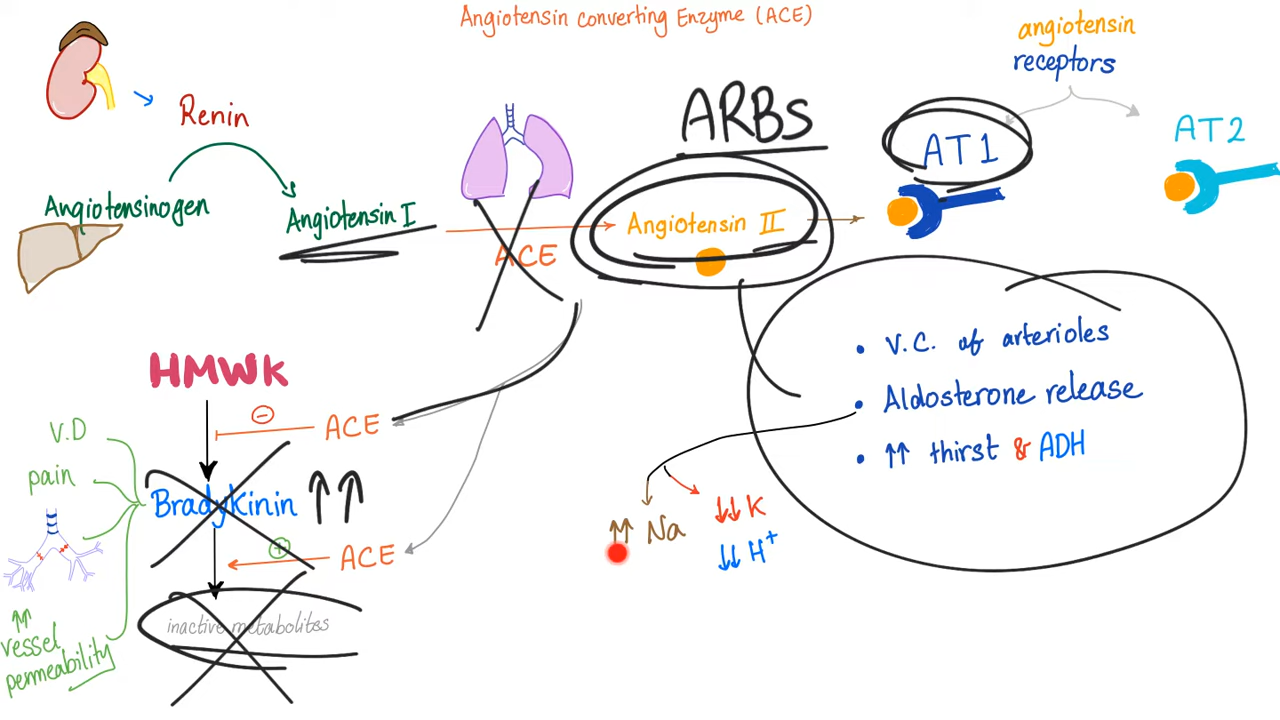 Angiotensin converting Enzyme (ACE)
angiotensin
receptors
Renin
ARBs
AT1
AT2
Angiotensinogen
Angiotensin I
ACE
Angiotensin II
HMWK
ACE
V.D
pain
Bradykinin ↑↑
ACE
inactive metabolites
↑↑
vessel
permeability
• V.C. of arterioles
• Aldosterone release
• ↑↑ thirst & ADH
↑↑ Na
↓↓ K
↓↓ H⁺